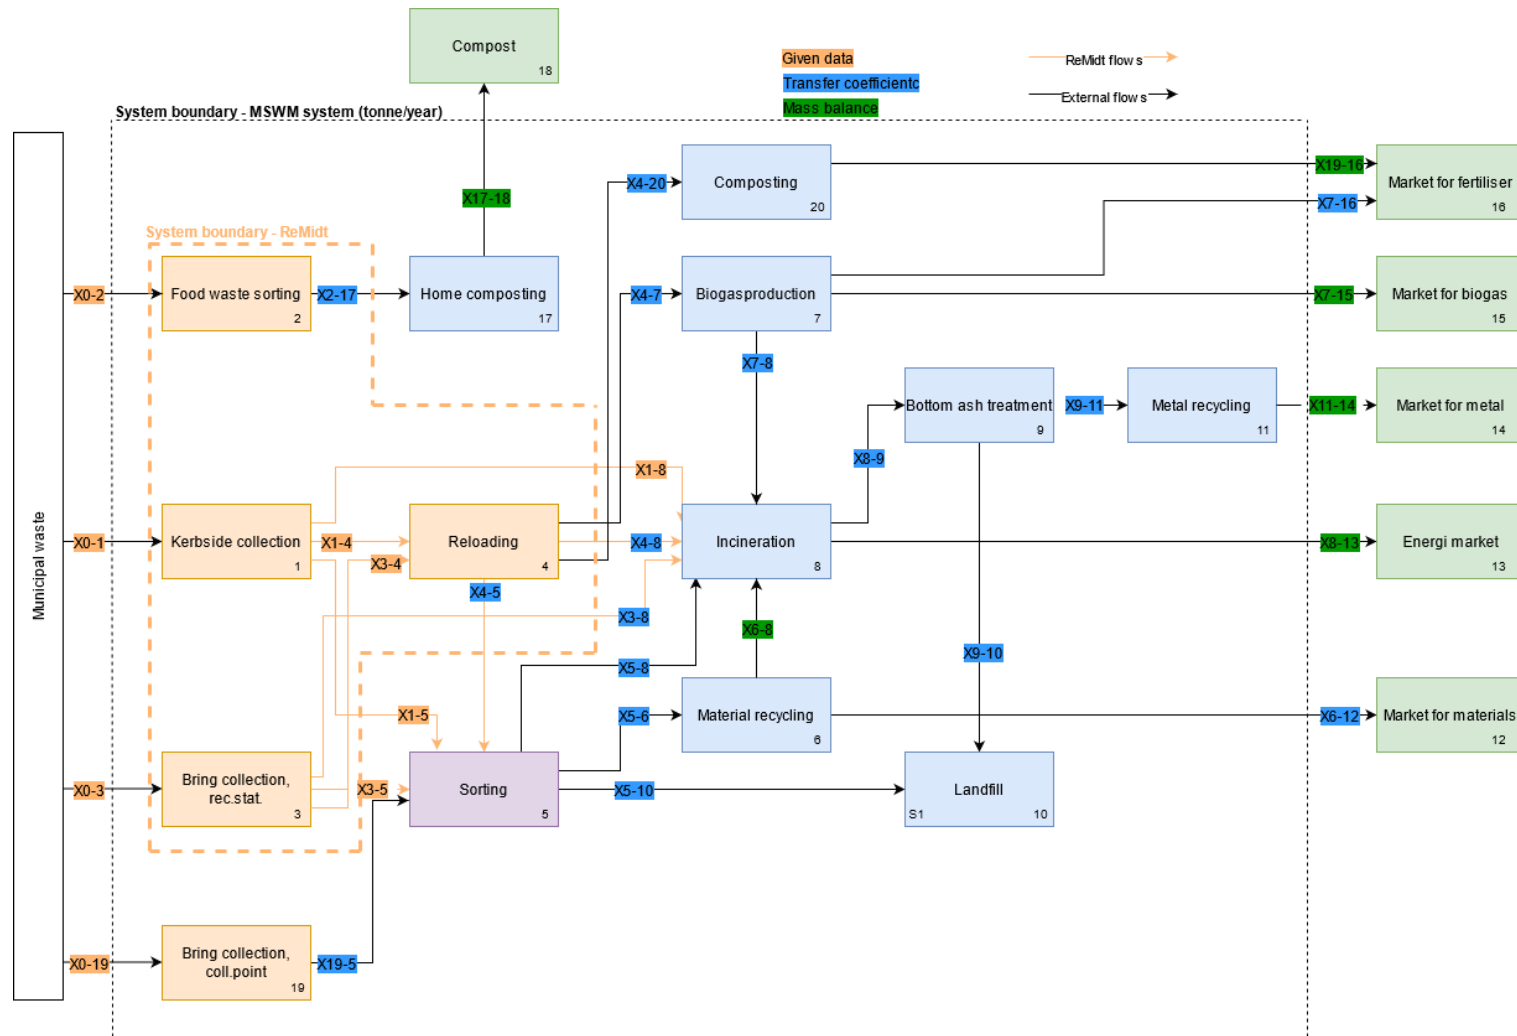 Compost
18
Given data
Transfer coefficientc
Mass balance
ReMidt flows
External flows
System boundary - MSWM system (tonne/year)
Municipal waste
X17-18
X4-20
Composting
20
X19-16
Market for fertiliser
16
X7-16
System boundary - ReMidt
X0-2
Food waste sorting
2
X2-17
Home composting
17
X4-7
Biogasproduction
7
X7-15
Market for biogas
15
X7-8
Bottom ash treatment
9
X9-11
Metal recycling
11
X11-14
Market for metal
14
X8-9
X1-8
X0-1
Kerbside collection
1
X1-4
X3-4
Reloading
4
X4-8
Incineration
8
X8-13
Energi market
13
X4-5
X3-8
X6-8
X9-10
X5-8
X1-5
X5-6
Material recycling
6
X6-12
Market for materials
12
X0-3
Bring collection,
rec.stat.
3
X3-5
Sorting
5
X5-10
Landfill
S1
10
X0-19
Bring collection,
coll.point
19
X19-5